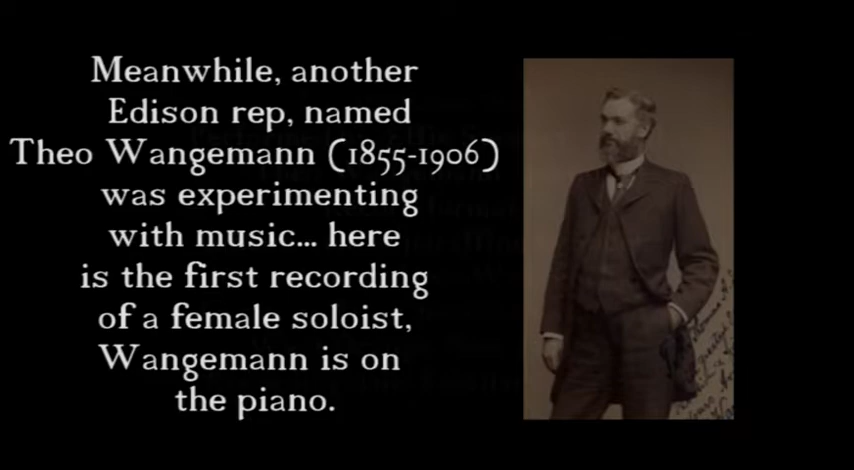 Meanwhile, another
Edison rep, named
Theo Wangemann (1855-1906)
was experimenting
with music... here
is the first recording
of a female soloist,
Wangemann is on
the piano.